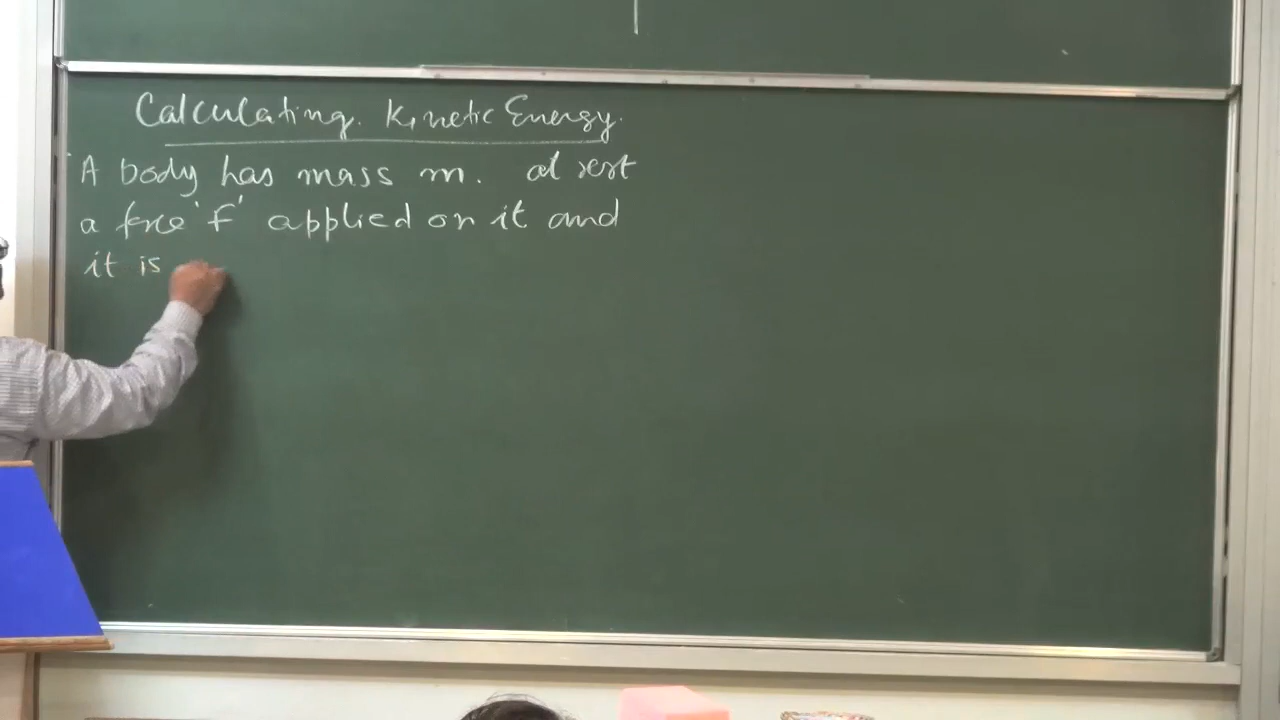 Calculating. Kinetic Energy.
A body has mass m. at rest
a force 'F' applied on it and
it is